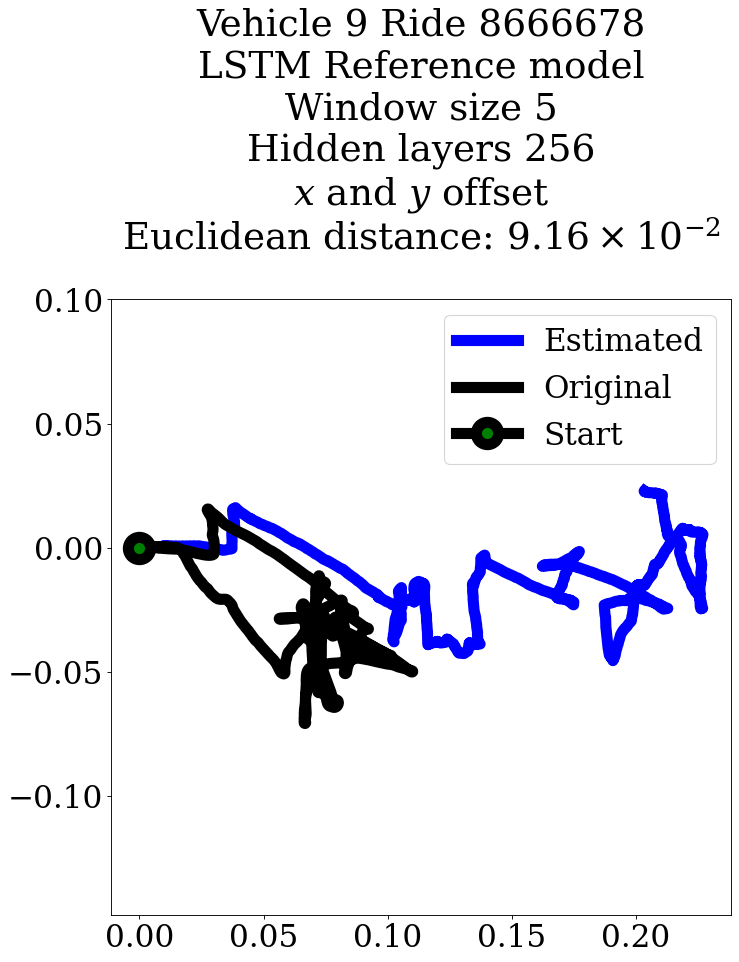 Vehicle 9 Ride 8666678
LSTM Reference model
Window size 5
Hidden layers 256
x and y offset
Euclidean distance: 9.16 × 10⁻²
Estimated
Original
Start
0.10
0.05
0.00
−0.05
−0.10
0.00 0.05 0.10 0.15 0.20